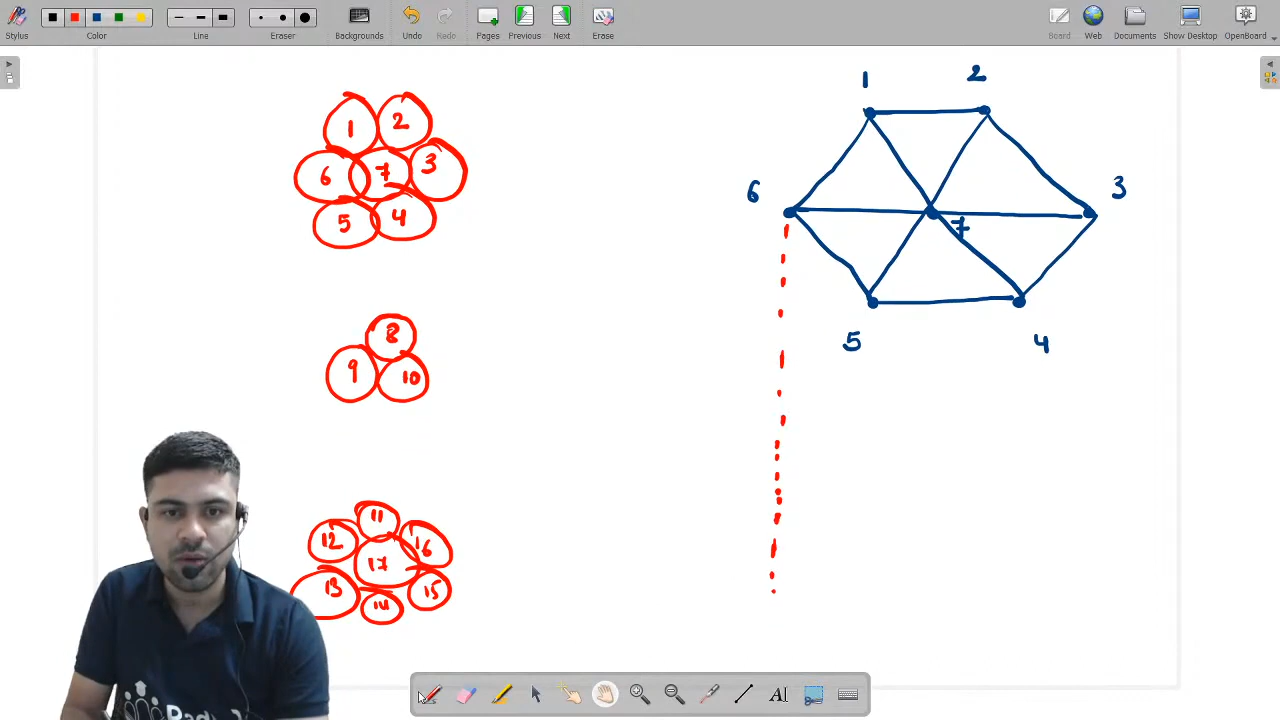 Stylus
Color
Line
Eraser
Backgrounds
Undo
Redo
Pages
Previous
Next
Erase
Board
Web
Documents
Show Desktop
OpenBoard
1 2
6 7 3
5 4
8
9 10
11
12 16
17
13 15
14
1 2
6 3
7
5 4